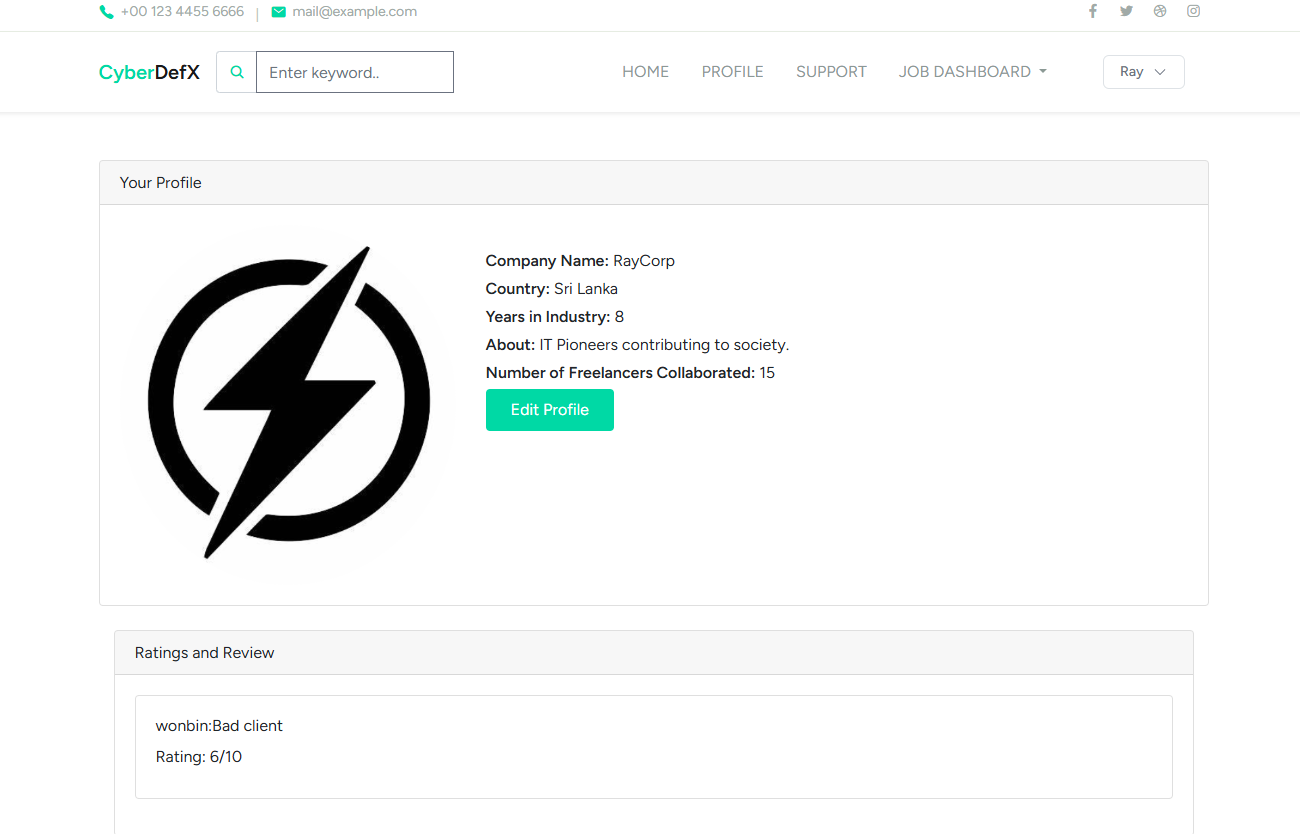 +00 123 4455 6666 | mail@example.com
CyberDefX Enter keyword.. HOME PROFILE SUPPORT JOB DASHBOARD Ray
Your Profile
Company Name: RayCorp
Country: Sri Lanka
Years in Industry: 8
About: IT Pioneers contributing to society.
Number of Freelancers Collaborated: 15
Edit Profile
Ratings and Review
wonbin:Bad client
Rating: 6/10